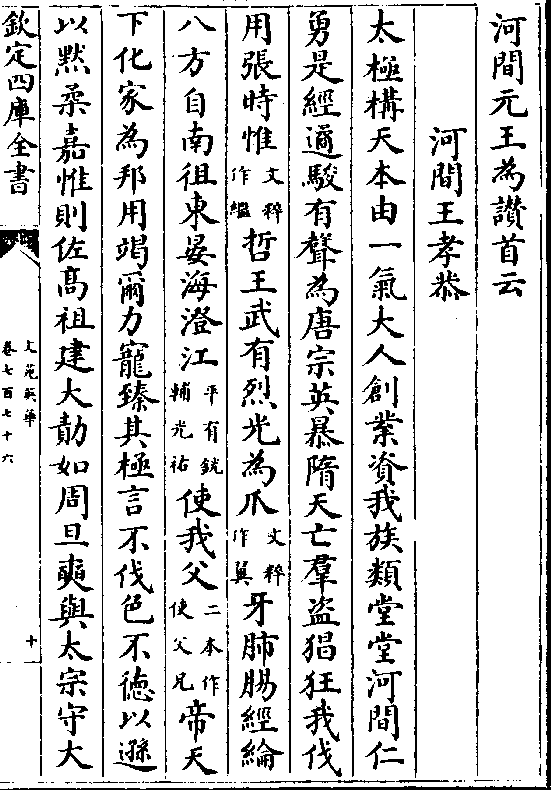 河間元王為讃首云
河間王孝恭
太極構天本由一氣大人創業資我族類堂堂河間仁
勇是經遹駿有聲為唐宗英暴隋天亡羣盗猖狂我伐
用張時惟文粹作繼哲王武有烈光為爪文粹作翼牙肺腸經綸
八方自南徂東晏海澄江平有銑輔光祐使我父二本作使父兄帝天
下化家為邦用竭爾力寵臻其極言不伐色不徳以遜
以黙柔嘉惟則佐髙祖建大勛如周旦奭與太宗守大
欽定四庫全書
文苑英華
卷七百七十六
十